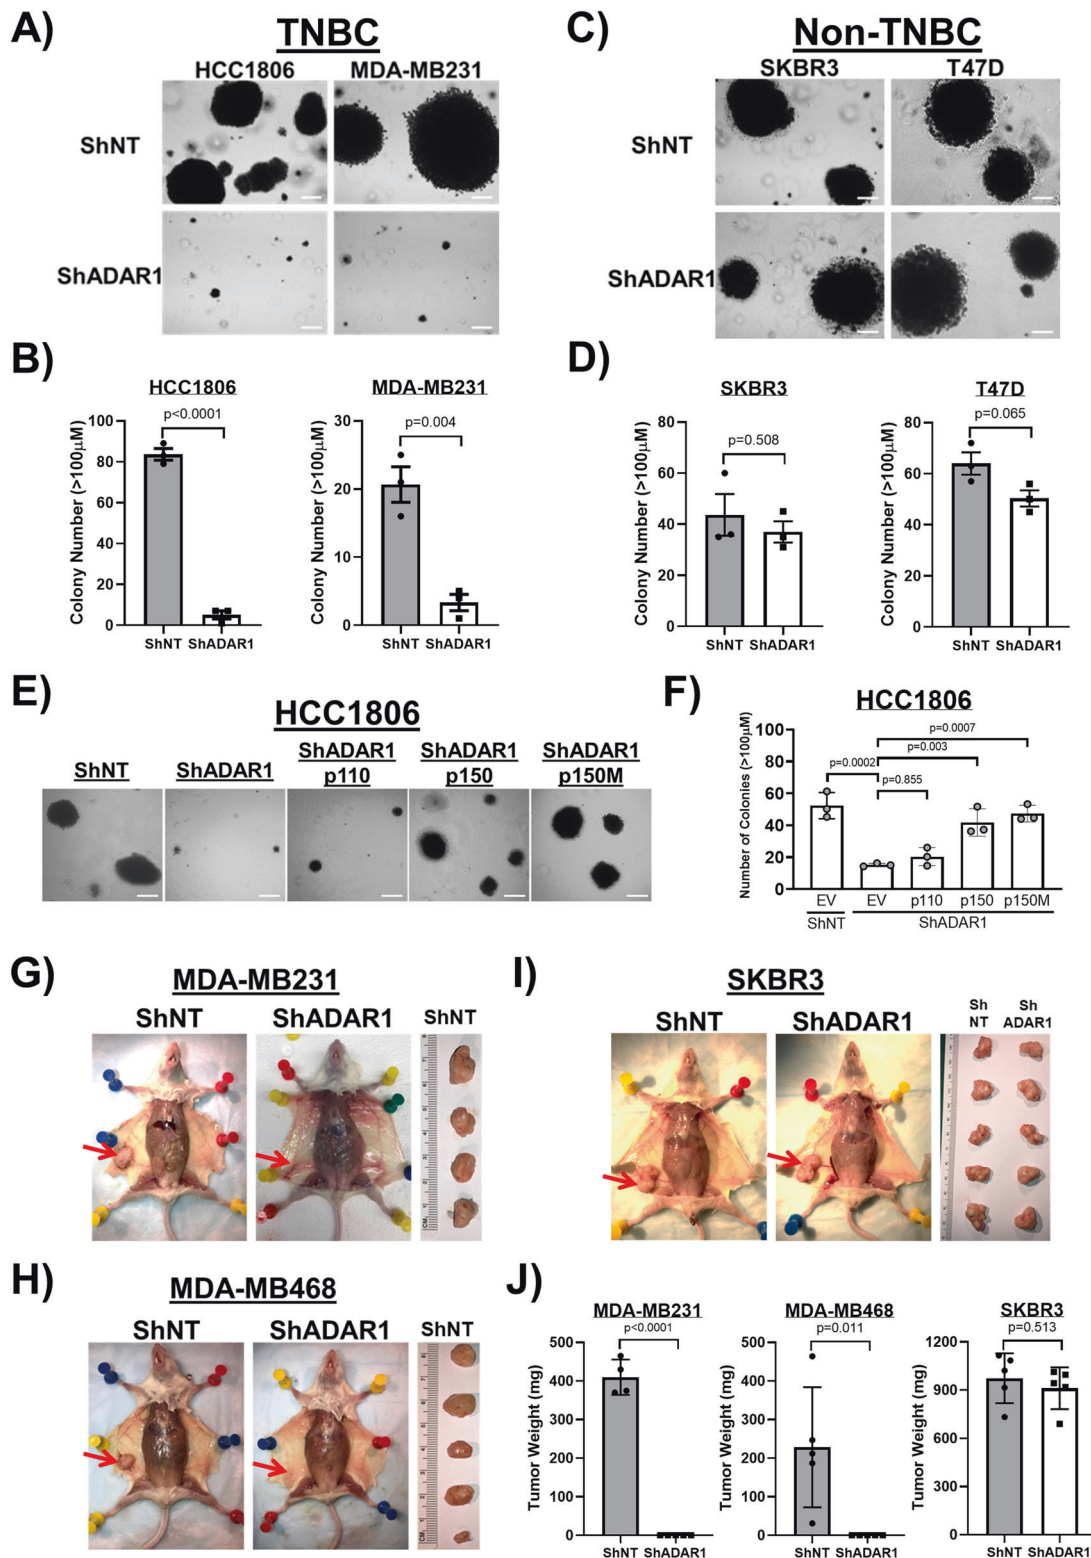 A)
TNBC
HCC1806 MDA-MB231
ShNT
ShADAR1
C)
Non-TNBC
SKBR3 T47D
ShNT
ShADAR1
B)
HCC1806
p<0.0001
Colony Number (>100μM)
100
80
60
40
20
0
ShNT ShADAR1
MDA-MB231
p=0.004
Colony Number (>100μM)
30
20
10
0
ShNT ShADAR1
D)
SKBR3
p=0.508
Colony Number (>100μM)
80
60
40
20
0
ShNT ShADAR1
T47D
p=0.065
Colony Number (>100μM)
80
60
40
20
0
ShNT ShADAR1
E)
HCC1806
ShNT
ShADAR1
ShADAR1
p110
ShADAR1
p150
ShADAR1
p150M
F)
HCC1806
p=0.0007
p=0.003
p=0.0002
p=0.855
Number of Colonies (>100μM)
100
80
60
40
20
0
EV EV p110 p150 p150M
ShNT ShADAR1
G)
MDA-MB231
ShNT ShADAR1 ShNT
I)
SKBR3
ShNT ShADAR1
Sh
NT
Sh
ADAR1
H)
MDA-MB468
ShNT ShADAR1 ShNT
J)
MDA-MB231
p<0.0001
Tumor Weight (mg)
500
400
300
200
100
0
ShNT ShADAR1
MDA-MB468
p=0.011
Tumor Weight (mg)
500
400
300
200
100
0
ShNT ShADAR1
SKBR3
p=0.513
Tumor Weight (mg)
1200
900
600
300
0
ShNT ShADAR1